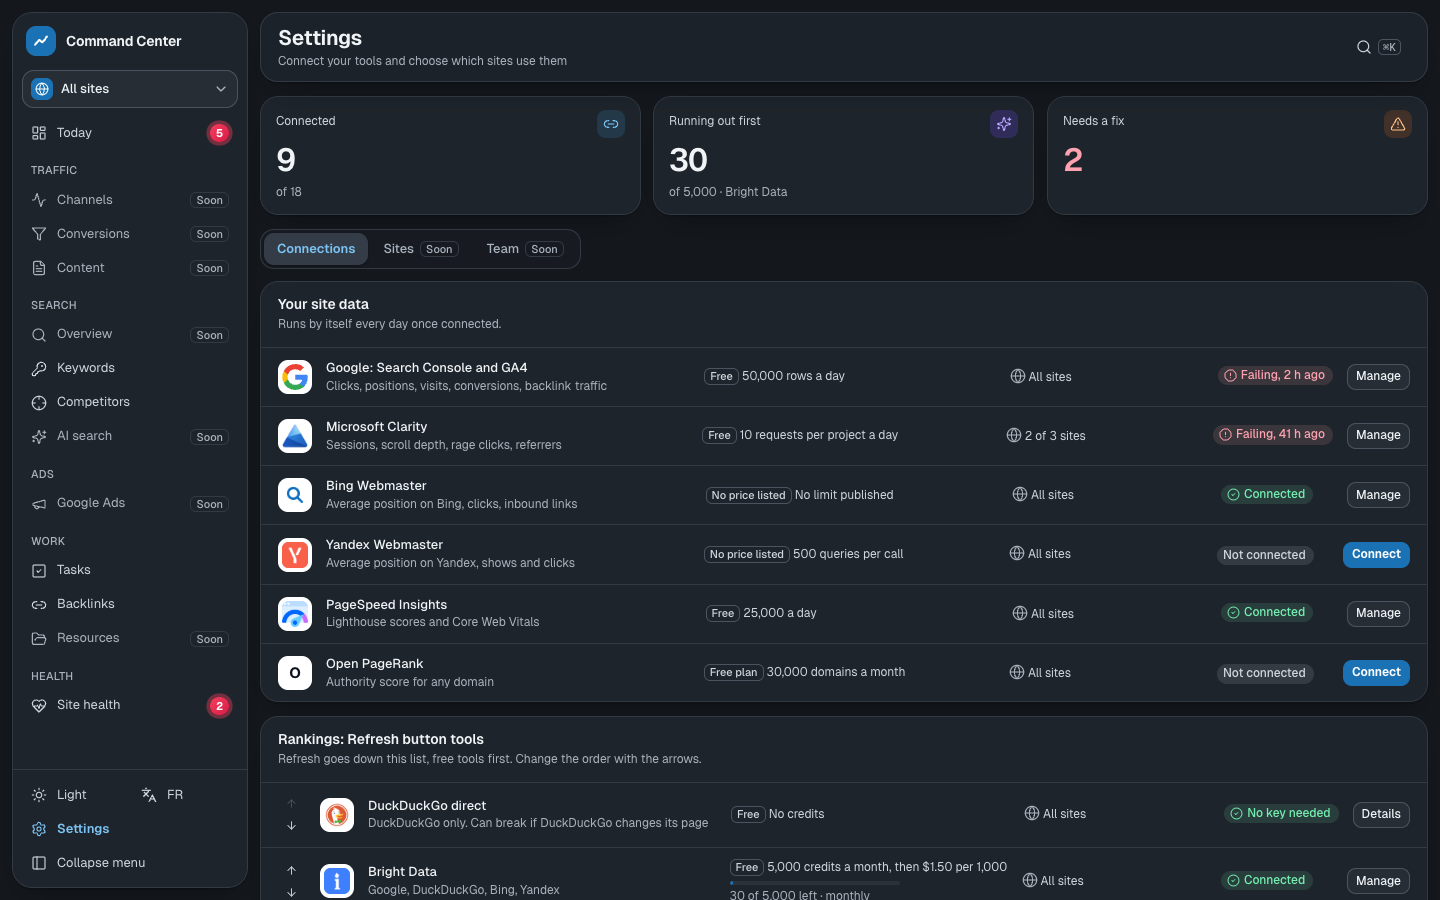 Command Center
All sites
Today 5
TRAFFIC
Channels Soon
Conversions Soon
Content Soon
SEARCH
Overview Soon
Keywords
Competitors
AI search Soon
ADS
Google Ads Soon
WORK
Tasks
Backlinks
Resources Soon
HEALTH
Site health 2
Light FR
Settings
Collapse menu
Settings
Connect your tools and choose which sites use them
⌘K
Connected
9
of 18
Running out first
30
of 5,000 · Bright Data
Needs a fix
2
Connections Sites Soon Team Soon
Your site data
Runs by itself every day once connected.
Google: Search Console and GA4
Clicks, positions, visits, conversions, backlink traffic
Free 50,000 rows a day
All sites
Failing, 2 h ago
Manage
Microsoft Clarity
Sessions, scroll depth, rage clicks, referrers
Free 10 requests per project a day
2 of 3 sites
Failing, 41 h ago
Manage
Bing Webmaster
Average position on Bing, clicks, inbound links
No price listed No limit published
All sites
Connected
Manage
Yandex Webmaster
Average position on Yandex, shows and clicks
No price listed 500 queries per call
All sites
Not connected
Connect
PageSpeed Insights
Lighthouse scores and Core Web Vitals
Free 25,000 a day
All sites
Connected
Manage
O
Open PageRank
Authority score for any domain
Free plan 30,000 domains a month
All sites
Not connected
Connect
Rankings: Refresh button tools
Refresh goes down this list, free tools first. Change the order with the arrows.
DuckDuckGo direct
DuckDuckGo only. Can break if DuckDuckGo changes its page
Free No credits
All sites
No key needed
Details
Bright Data
Google, DuckDuckGo, Bing, Yandex
Free 5,000 credits a month, then $1.50 per 1,000
30 of 5,000 left · monthly
All sites
Connected
Manage